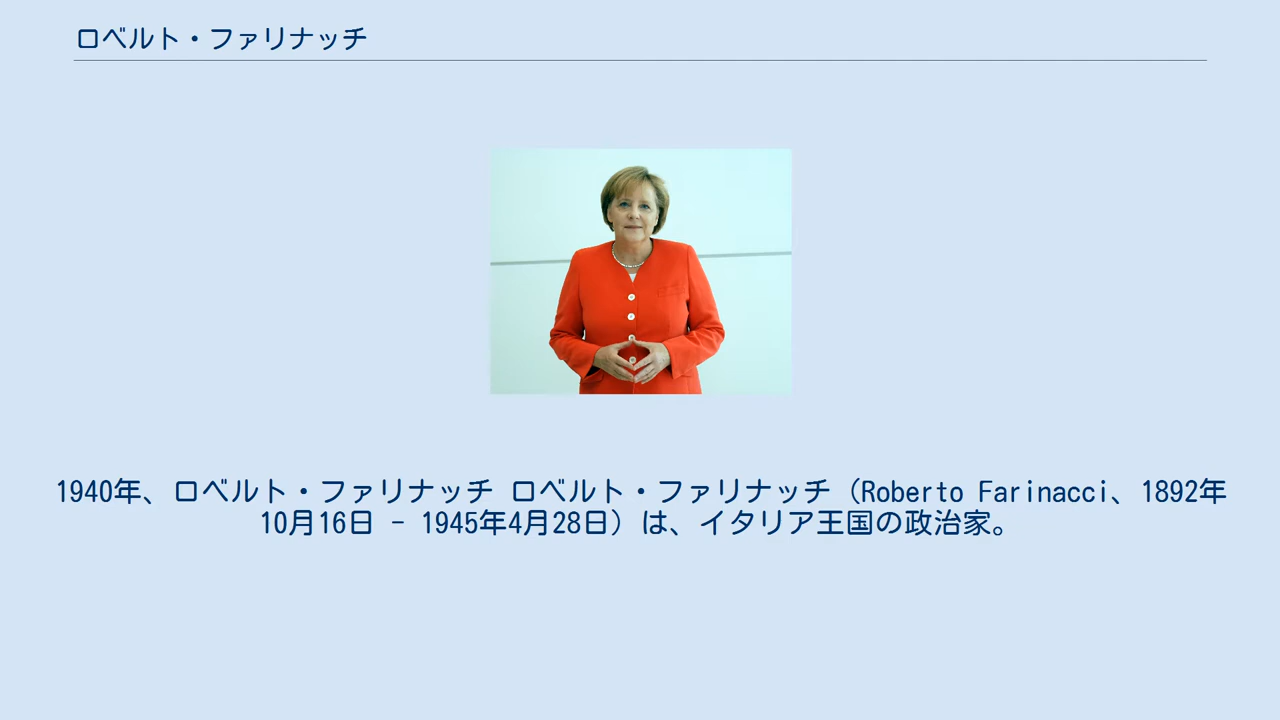 ロベルト・ファリナッチ
1940年、ロベルト・ファリナッチ ロベルト・ファリナッチ（Roberto Farinacci、1892年
10月16日 - 1945年4月28日）は、イタリア王国の政治家。